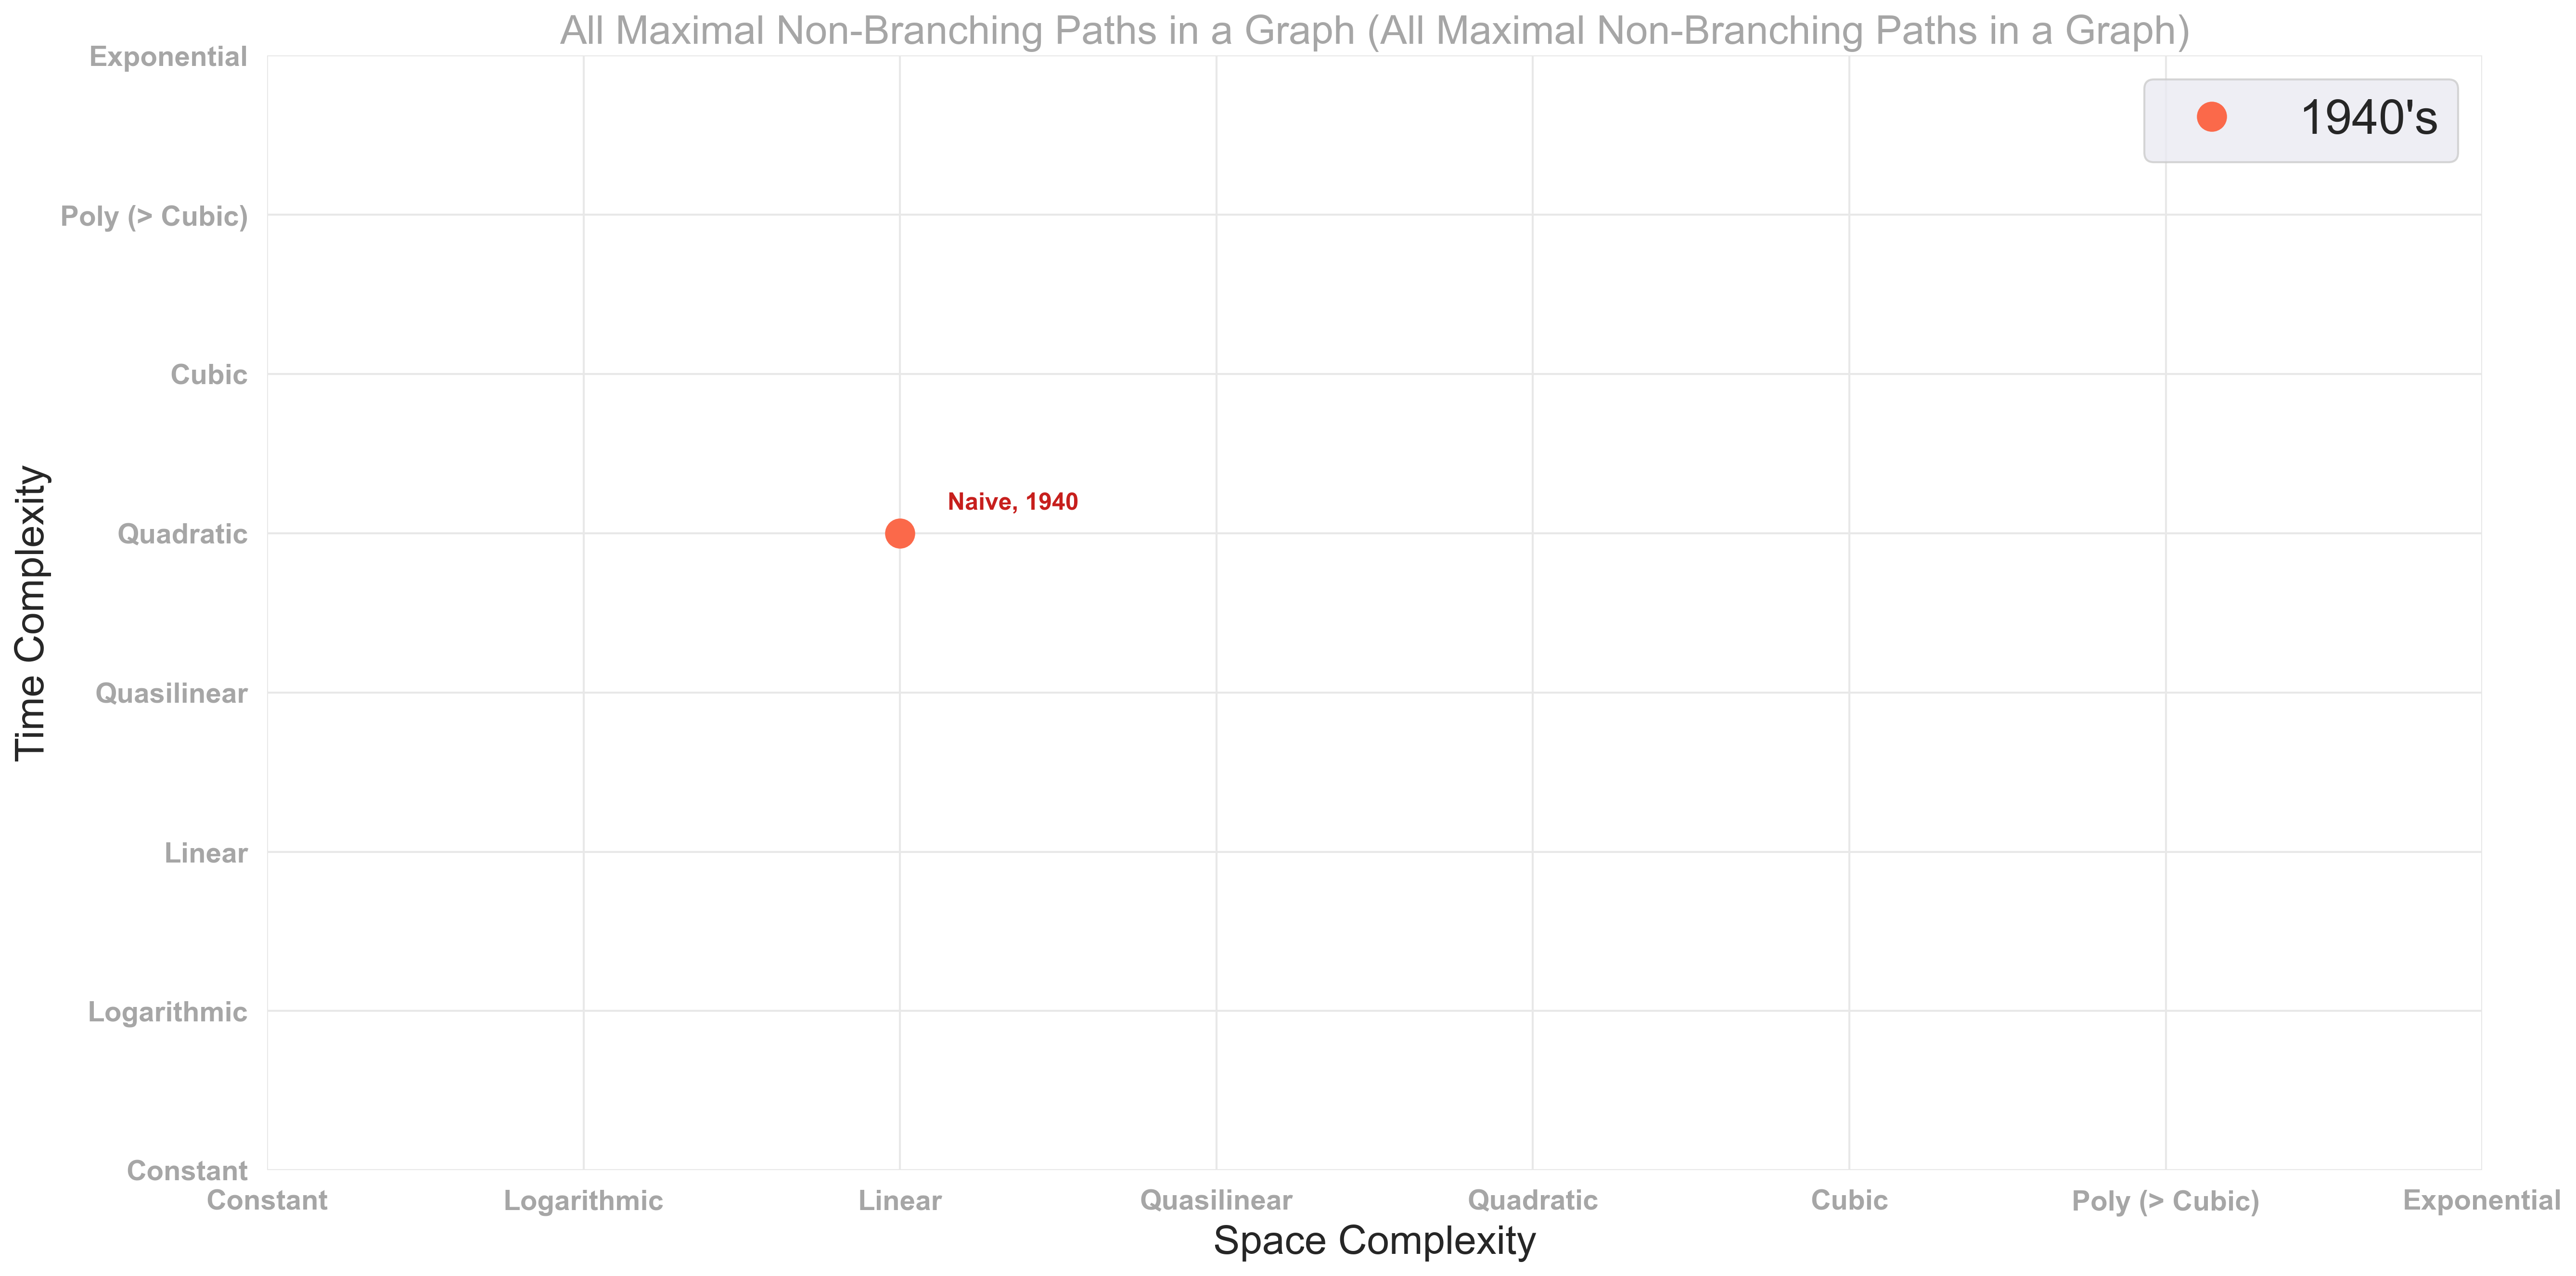 All Maximal Non-Branching Paths in a Graph (All Maximal Non-Branching Paths in a Graph)
1940's
Time Complexity
Exponential
Poly (> Cubic)
Cubic
Quadratic
Quasilinear
Linear
Logarithmic
Constant
Naive, 1940
Constant
Logarithmic
Linear
Quasilinear
Quadratic
Cubic
Poly (> Cubic)
Exponential
Space Complexity